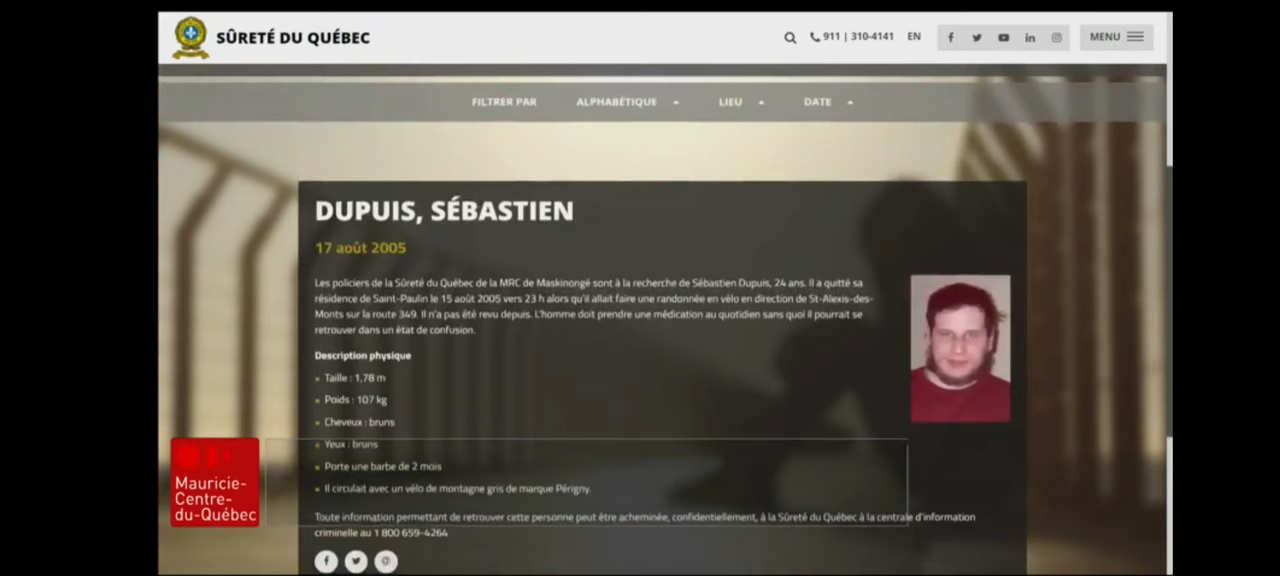 SÛRETÉ DU QUÉBEC
911 | 310-4141 EN
MENU
FILTRER PAR ALPHABÉTIQUE LIEU DATE
DUPUIS, SÉBASTIEN
17 août 2005
Les policiers de la Sûreté du Québec de la MRC de Maskinongé sont à la recherche de Sébastien Dupuis, 24 ans. Il a quitté sa
résidence de Saint-Paulin le 15 août 2005 vers 23 h alors qu'il allait faire une randonnée en vélo en direction de St-Alexis-des-
Monts sur la route 349. Il n'a pas été revu depuis. L'homme doit prendre une médication au quotidien sans quoi il pourrait se
retrouver dans un état de confusion.
Description physique
Taille : 1,78 m
Poids : 107 kg
Cheveux : bruns
Yeux : bruns
Porte une barbe de 2 mois
Il circulait avec un vélo de montagne gris de marque Périgny.
Toute information permettant de retrouver cette personne peut être acheminée, confidentiellement, à la Sûreté du Québec à la centrale d'information
criminelle au 1 800 659-4264
Mauricie-
Centre-
du-Québec